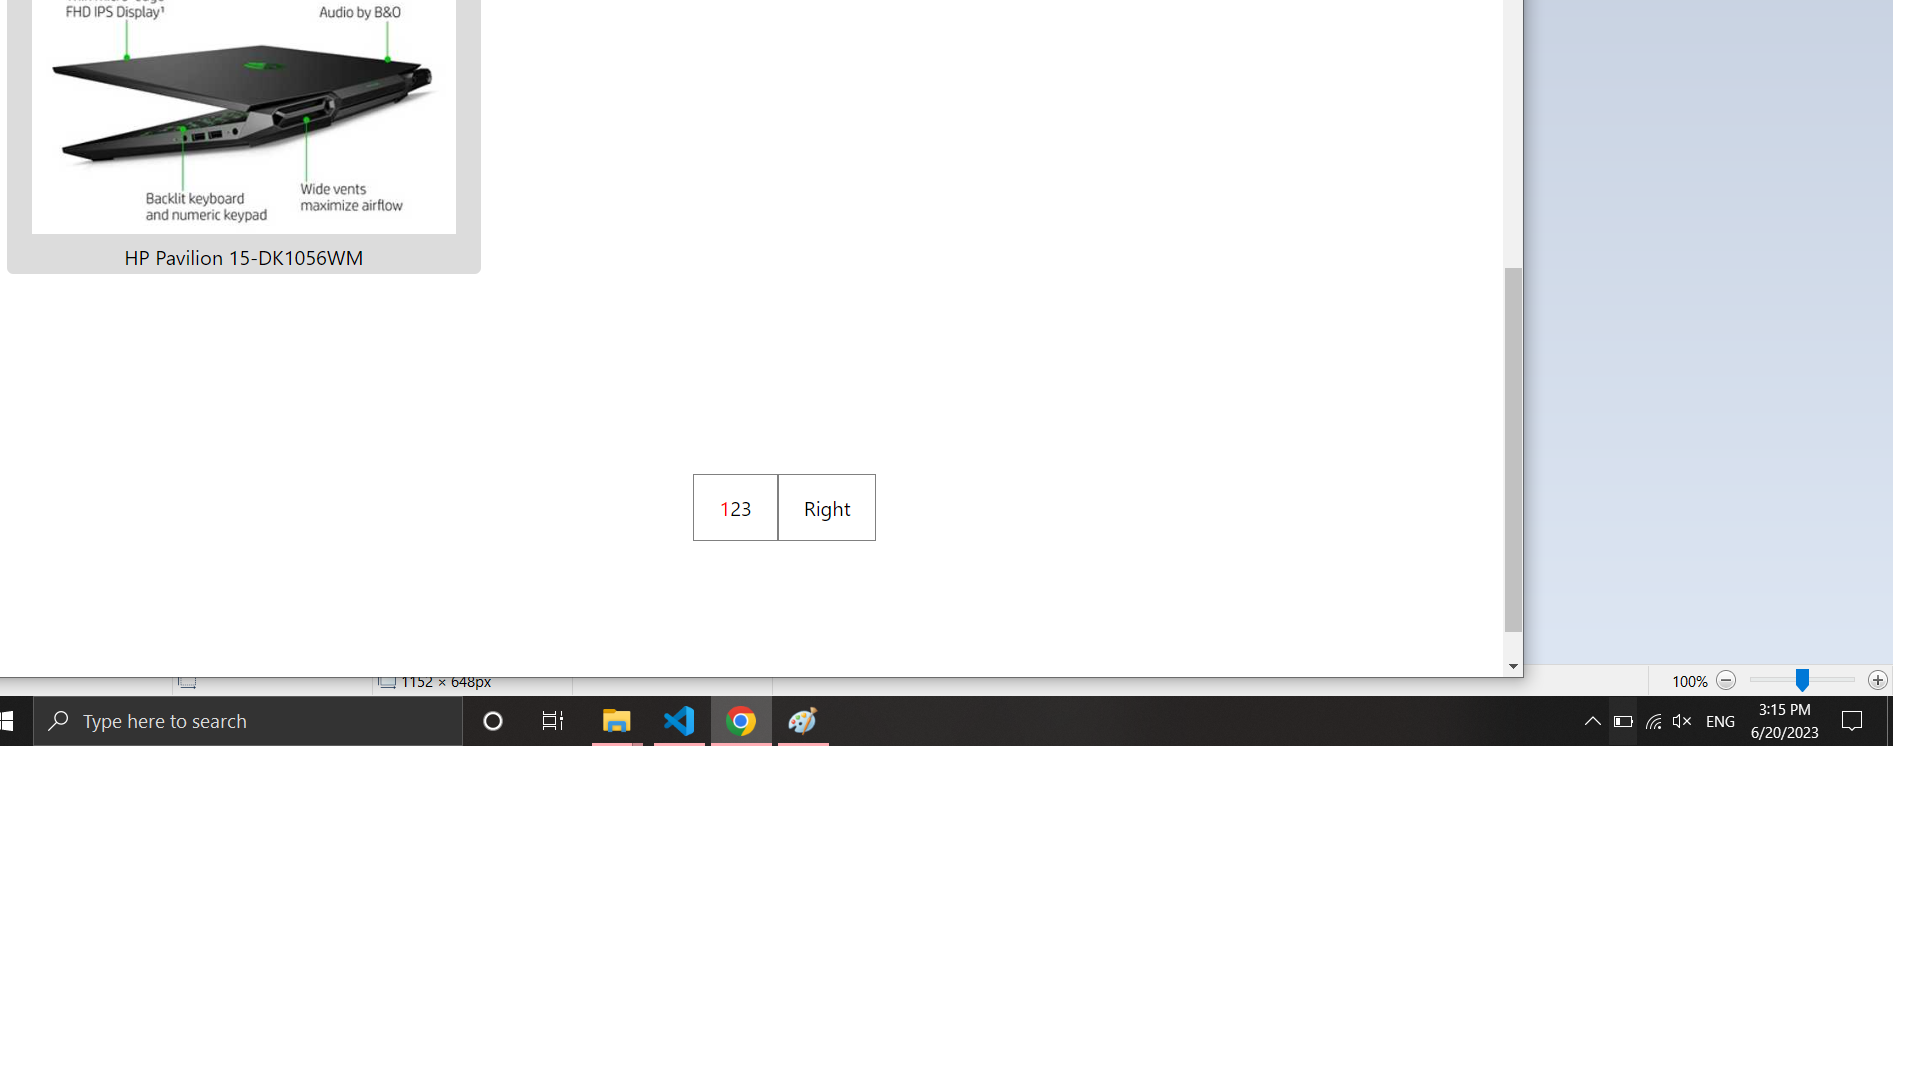 FHD IPS Display¹
Audio by B&O
Backlit keyboard
and numeric keypad
Wide vents
maximize airflow
HP Pavilion 15-DK1056WM
123
Right
1152 × 648px
100%
Type here to search
ENG
3:15 PM
6/20/2023